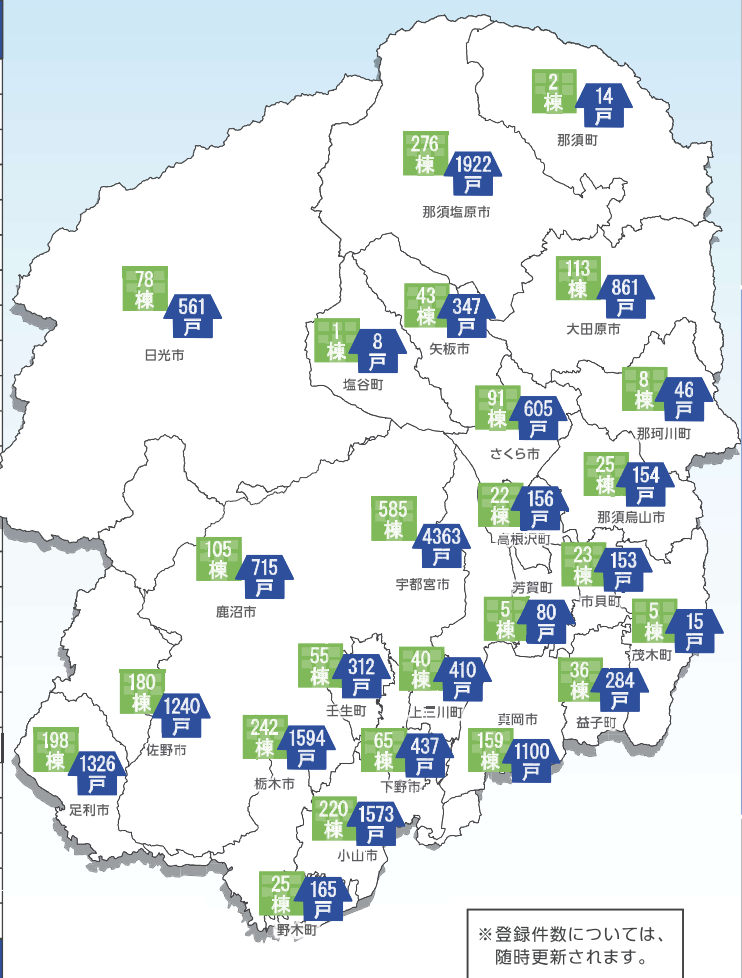 2
棟
14
戸
那須町
276
棟
1922
戸
那須塩原市
113
棟
861
戸
大田原市
78
棟
561
戸
日光市
43
棟
347
戸
矢板市
1
棟
8
戸
塩谷町
8
棟
46
戸
那珂川町
91
棟
605
戸
さくら市
25
棟
154
戸
那須烏山市
22
棟
156
戸
高根沢町
585
棟
4363
戸
宇都宮市
105
棟
715
戸
鹿沼市
23
棟
153
戸
市貝町
芳賀町
5
棟
80
戸
5
棟
15
戸
茂木町
55
棟
312
戸
壬生町
40
棟
410
戸
上三川町
36
棟
284
戸
益子町
真岡市
159
棟
1100
戸
180
棟
1240
戸
佐野市
242
棟
1594
戸
栃木市
65
棟
437
戸
下野市
198
棟
1326
戸
足利市
220
棟
1573
戸
小山市
25
棟
165
戸
野木町
※登録件数については、
随時更新されます。